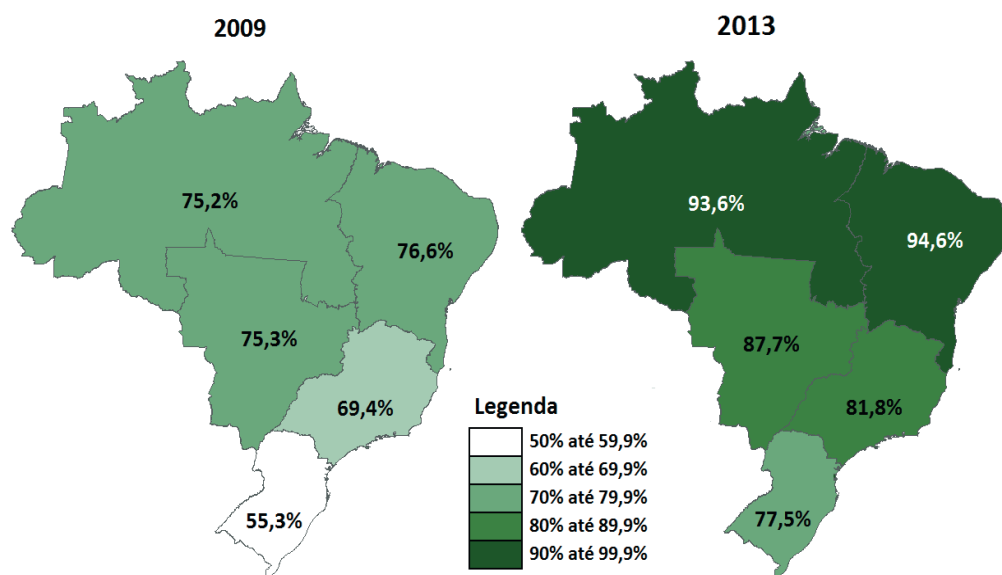 2009
75,2%
76,6%
75,3%
69,4%
55,3%
2013
93,6%
94,6%
87,7%
81,8%
77,5%
Legenda
50% até 59,9%
60% até 69,9%
70% até 79,9%
80% até 89,9%
90% até 99,9%